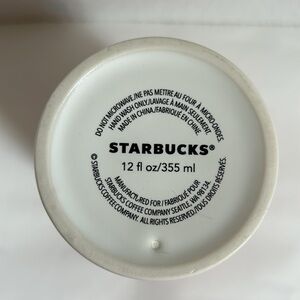 DO NOT MICROWAVE./NE PAS METTRE AU FOUR À MICRO-ONDES.
HAND WASH ONLY./LAVAGE À MAIN SEULEMENT.
MADE IN CHINA./FABRIQUÉ EN CHINE.
STARBUCKS®
12 fl oz/355 ml
MANUFACTURED FOR / FABRIQUÉ POUR
STARBUCKS COFFEE COMPANY SEATTLE, WA 98134.
© STARBUCKS COFFEE COMPANY. ALL RIGHTS RESERVED./TOUS DROITS RÉSERVÉS.